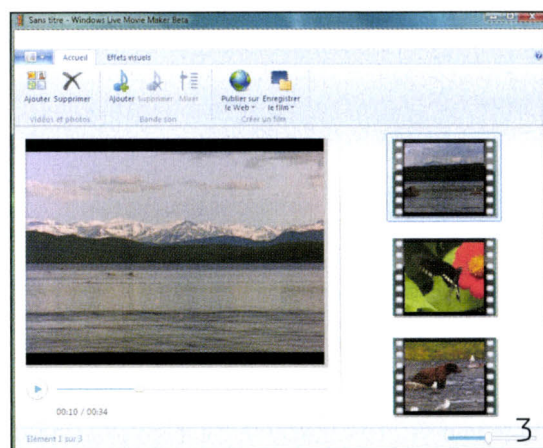 Sans titre - Windows Live Movie Maker Beta
Accueil Effets visuels
Ajouter Supprimer Ajouter Supprimer Mixer Publier sur le Web Enregistrer le film
Vidéos et photos Bande son Créer un film
00:10 / 00:34
Elément 1 sur 3
3